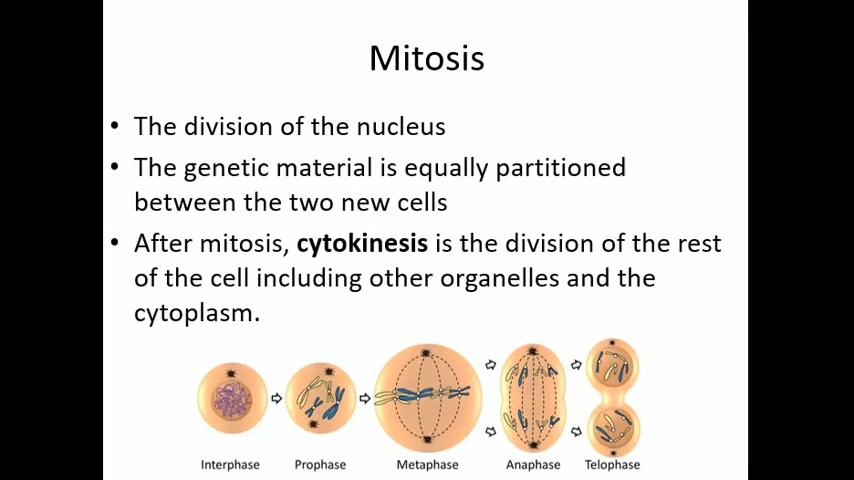 Mitosis
• The division of the nucleus
• The genetic material is equally partitioned
between the two new cells
• After mitosis, cytokinesis is the division of the rest
of the cell including other organelles and the
cytoplasm.
Interphase Prophase Metaphase Anaphase Telophase